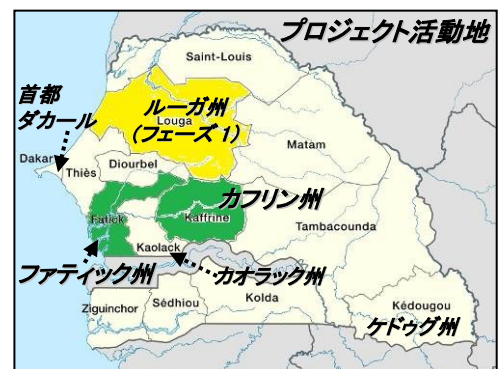 プロジェクト活動地
Saint-Louis
首都
ダカール
ルーガ州
Louga
(フェーズ1)
Matam
Dakar
Thiès
Diourbel
カフリン州
Fatick
Kaffrine
Tambacounda
Kaolack
ファティック州
カオラック州
Ziguinchor
Sédhiou
Kolda
Kédougou
ケドゥグ州